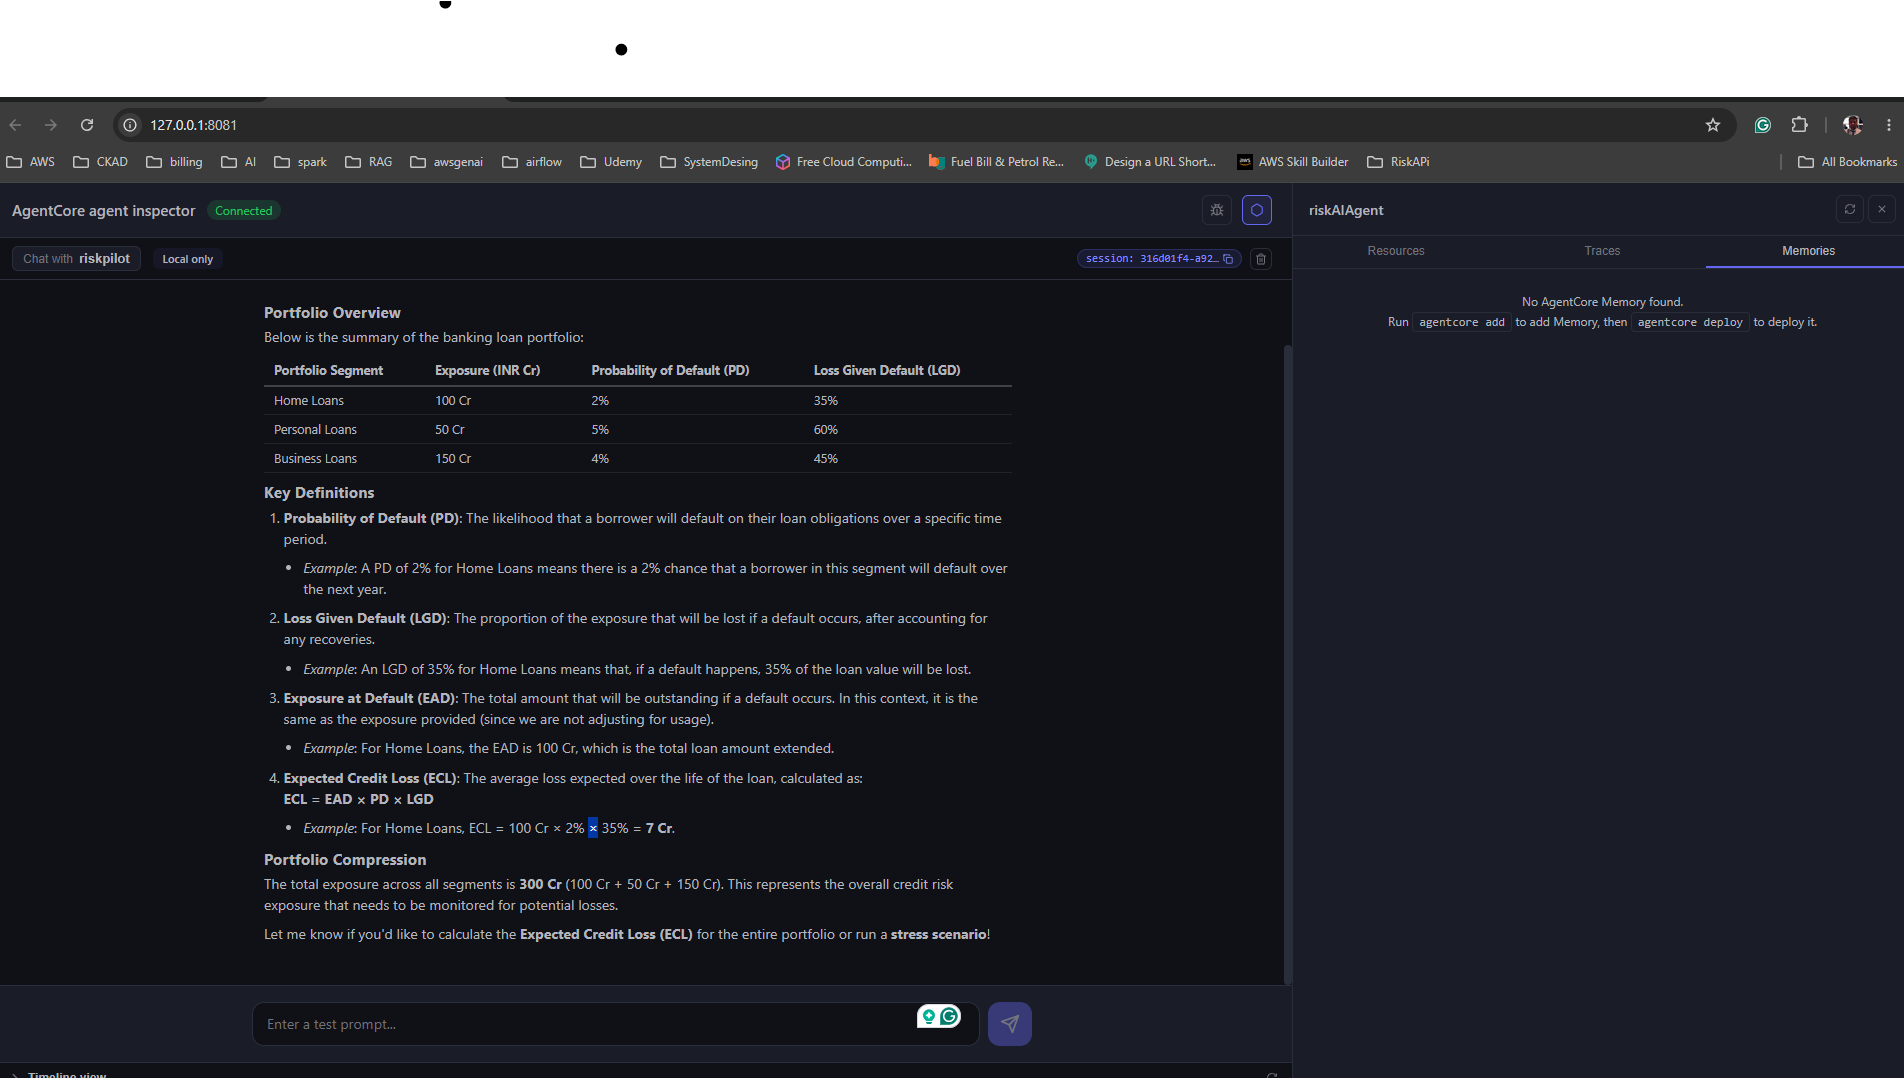 127.0.0.1:8081
AWS CKAD billing AI spark RAG awsgenai airflow Udemy SystemDesing Free Cloud Computi... Fuel Bill & Petrol Re... Design a URL Short... AWS Skill Builder RiskAPi All Bookmarks
AgentCore agent inspector Connected
Chat with riskpilot Local only session: 316d01f4-a92…
Portfolio Overview
Below is the summary of the banking loan portfolio:
Portfolio Segment Exposure (INR Cr) Probability of Default (PD) Loss Given Default (LGD)
Home Loans 100 Cr 2% 35%
Personal Loans 50 Cr 5% 60%
Business Loans 150 Cr 4% 45%
Key Definitions
1. Probability of Default (PD): The likelihood that a borrower will default on their loan obligations over a specific time
period.
• Example: A PD of 2% for Home Loans means there is a 2% chance that a borrower in this segment will default over
the next year.
2. Loss Given Default (LGD): The proportion of the exposure that will be lost if a default occurs, after accounting for
any recoveries.
• Example: An LGD of 35% for Home Loans means that, if a default happens, 35% of the loan value will be lost.
3. Exposure at Default (EAD): The total amount that will be outstanding if a default occurs. In this context, it is the
same as the exposure provided (since we are not adjusting for usage).
• Example: For Home Loans, the EAD is 100 Cr, which is the total loan amount extended.
4. Expected Credit Loss (ECL): The average loss expected over the life of the loan, calculated as:
ECL = EAD × PD × LGD
• Example: For Home Loans, ECL = 100 Cr × 2% × 35% = 7 Cr.
Portfolio Compression
The total exposure across all segments is 300 Cr (100 Cr + 50 Cr + 150 Cr). This represents the overall credit risk
exposure that needs to be monitored for potential losses.
Let me know if you'd like to calculate the Expected Credit Loss (ECL) for the entire portfolio or run a stress scenario!
Enter a test prompt...
Timeline view
riskAIAgent
Resources Traces Memories
No AgentCore Memory found.
Run agentcore add to add Memory, then agentcore deploy to deploy it.